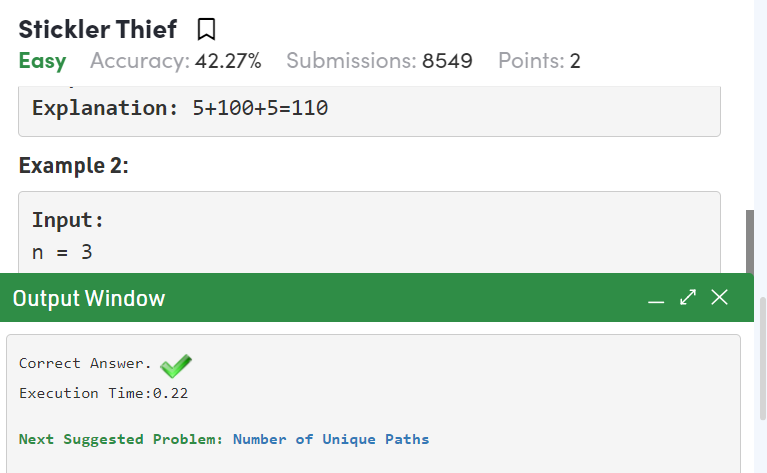 Stickler Thief
Easy Accuracy: 42.27% Submissions: 8549 Points: 2
Explanation: 5+100+5=110
Example 2:
Input:
n = 3
Output Window
Correct Answer.
Execution Time:0.22
Next Suggested Problem: Number of Unique Paths